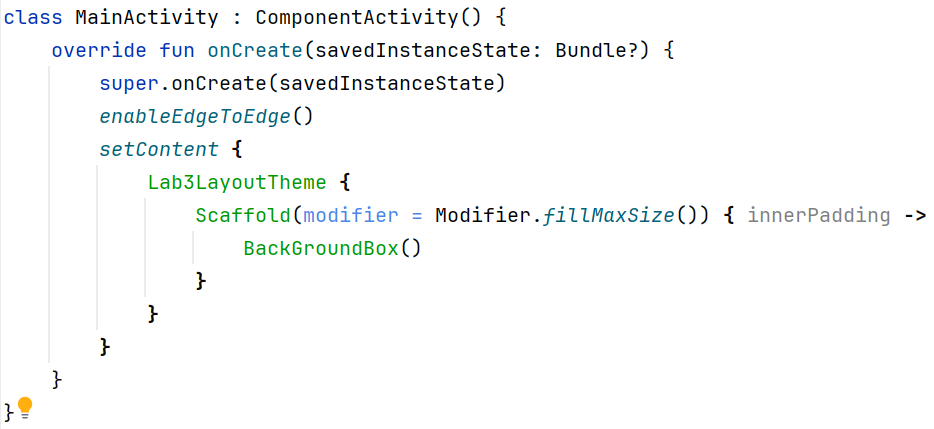 class MainActivity : ComponentActivity() {
    override fun onCreate(savedInstanceState: Bundle?) {
        super.onCreate(savedInstanceState)
        enableEdgeToEdge()
        setContent {
            Lab3LayoutTheme {
                Scaffold(modifier = Modifier.fillMaxSize()) { innerPadding ->
                    BackGroundBox()
                }
            }
        }
    }
}